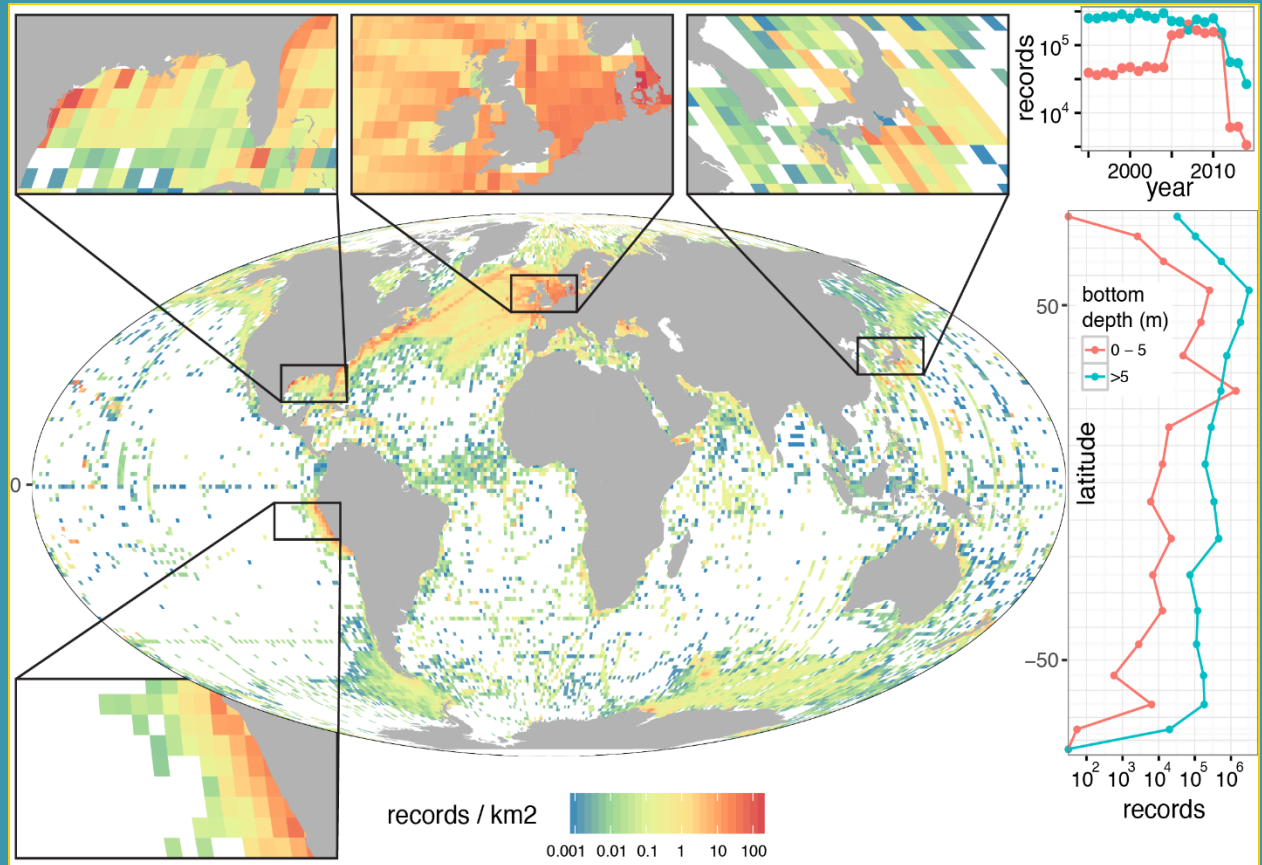 records
10^5
10^4
2000
2010
year
50
bottom
depth (m)
0 – 5
>5
latitude
0
–50
10^2
10^3
10^4
10^5
10^6
records
records / km2
0.001
0.01
0.1
1
10
100